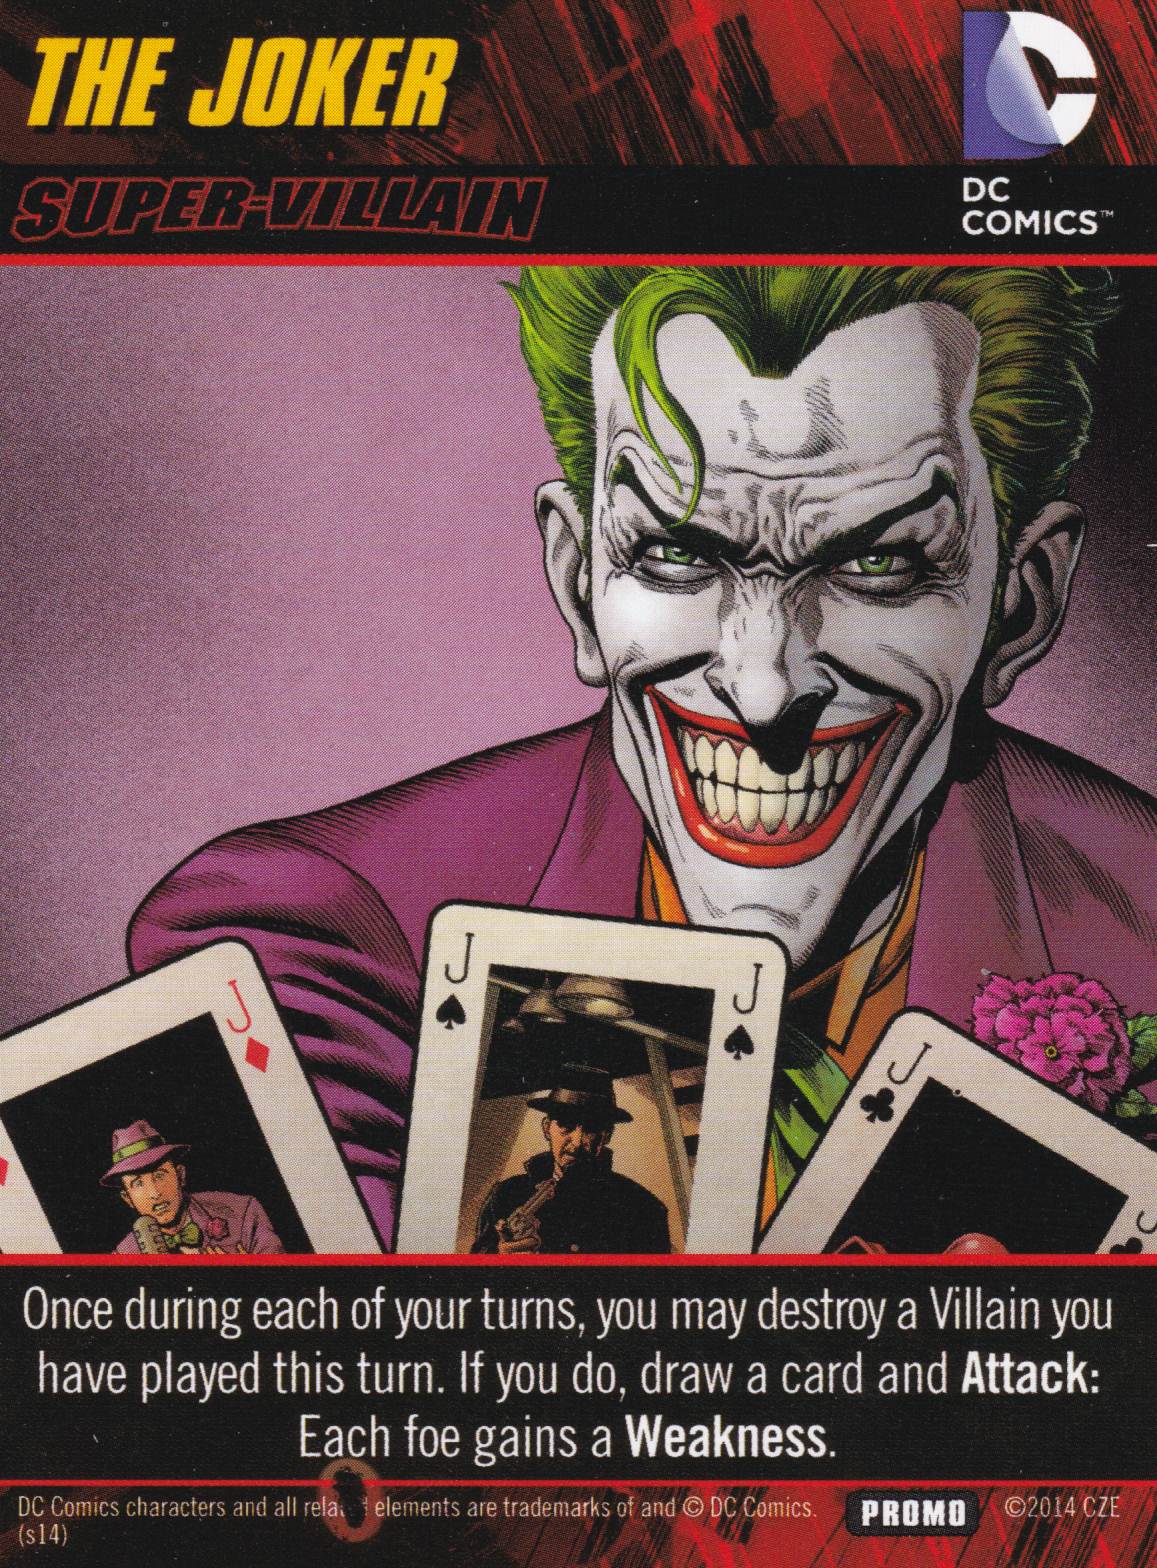 THE JOKER
DC
COMICS™
SUPER-VILLAIN
J
J
J
J
Once during each of your turns, you may destroy a Villain you
have played this turn. If you do, draw a card and Attack:
Each foe gains a Weakness.
DC Comics characters and all elements are trademarks of and © DC Comics.
(s14)
PROMO
©2014 CZE